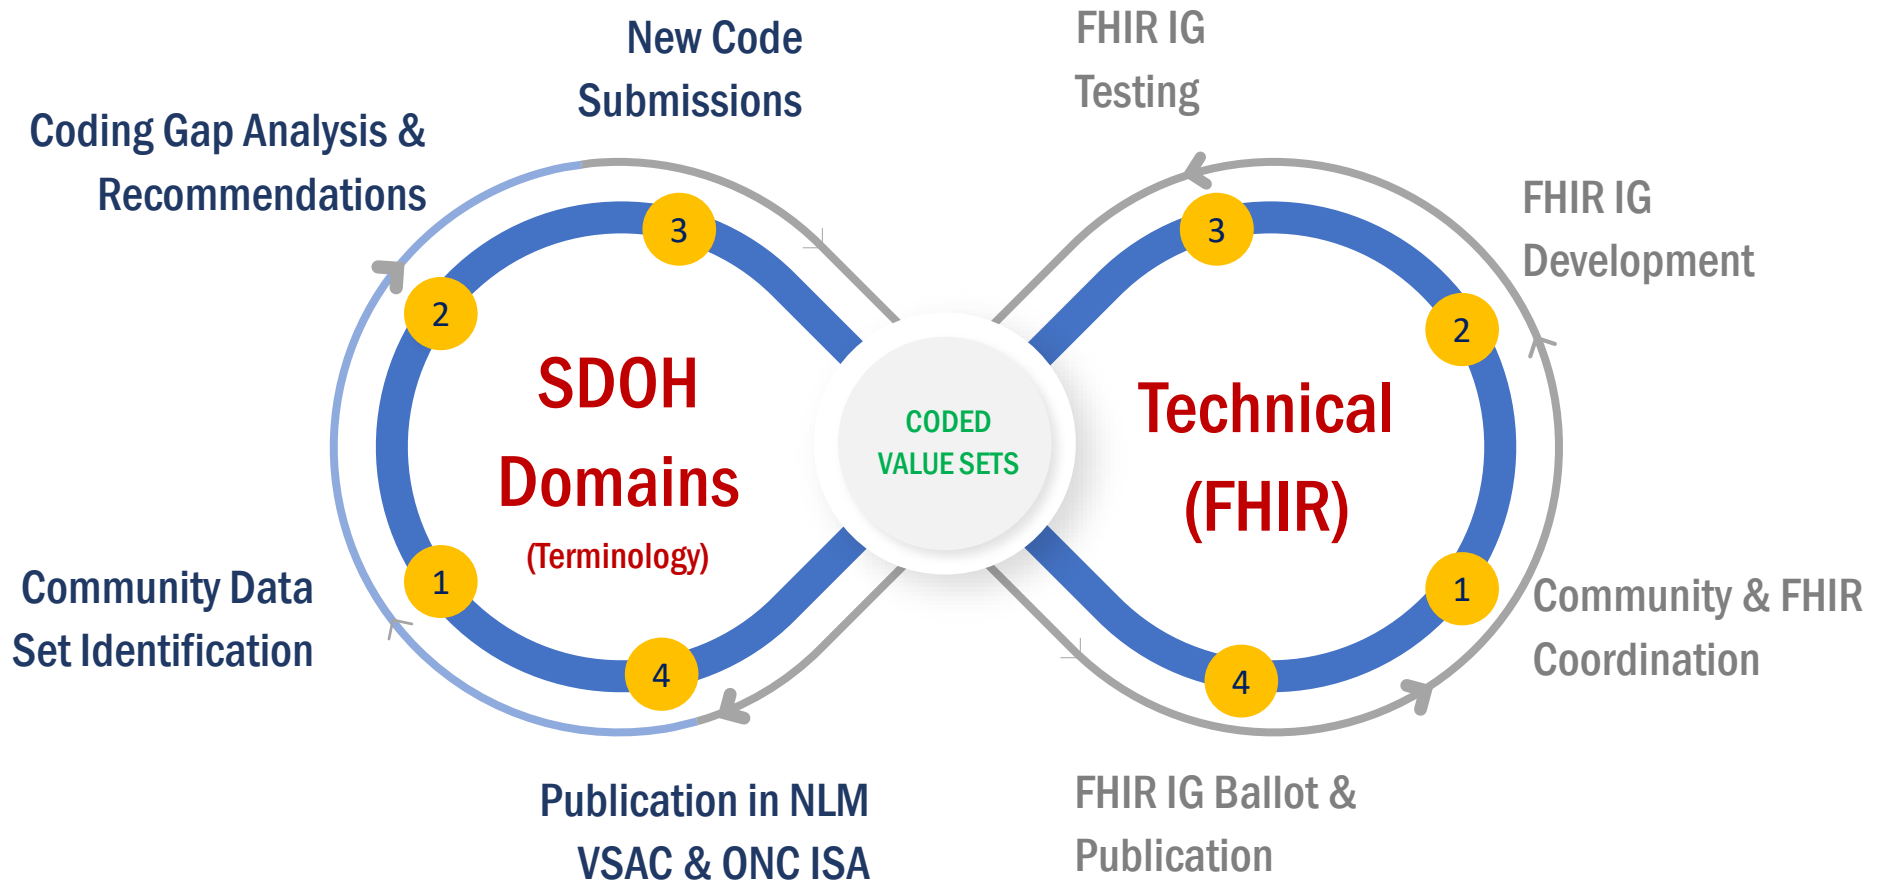 New Code
Submissions
FHIR IG
Testing
Coding Gap Analysis &
Recommendations
FHIR IG
Development
3
3
2
2
SDOH
Domains
(Terminology)
CODED
VALUE SETS
Technical
(FHIR)
1
1
Community Data
Set Identification
Community & FHIR
Coordination
4
4
Publication in NLM
VSAC & ONC ISA
FHIR IG Ballot &
Publication